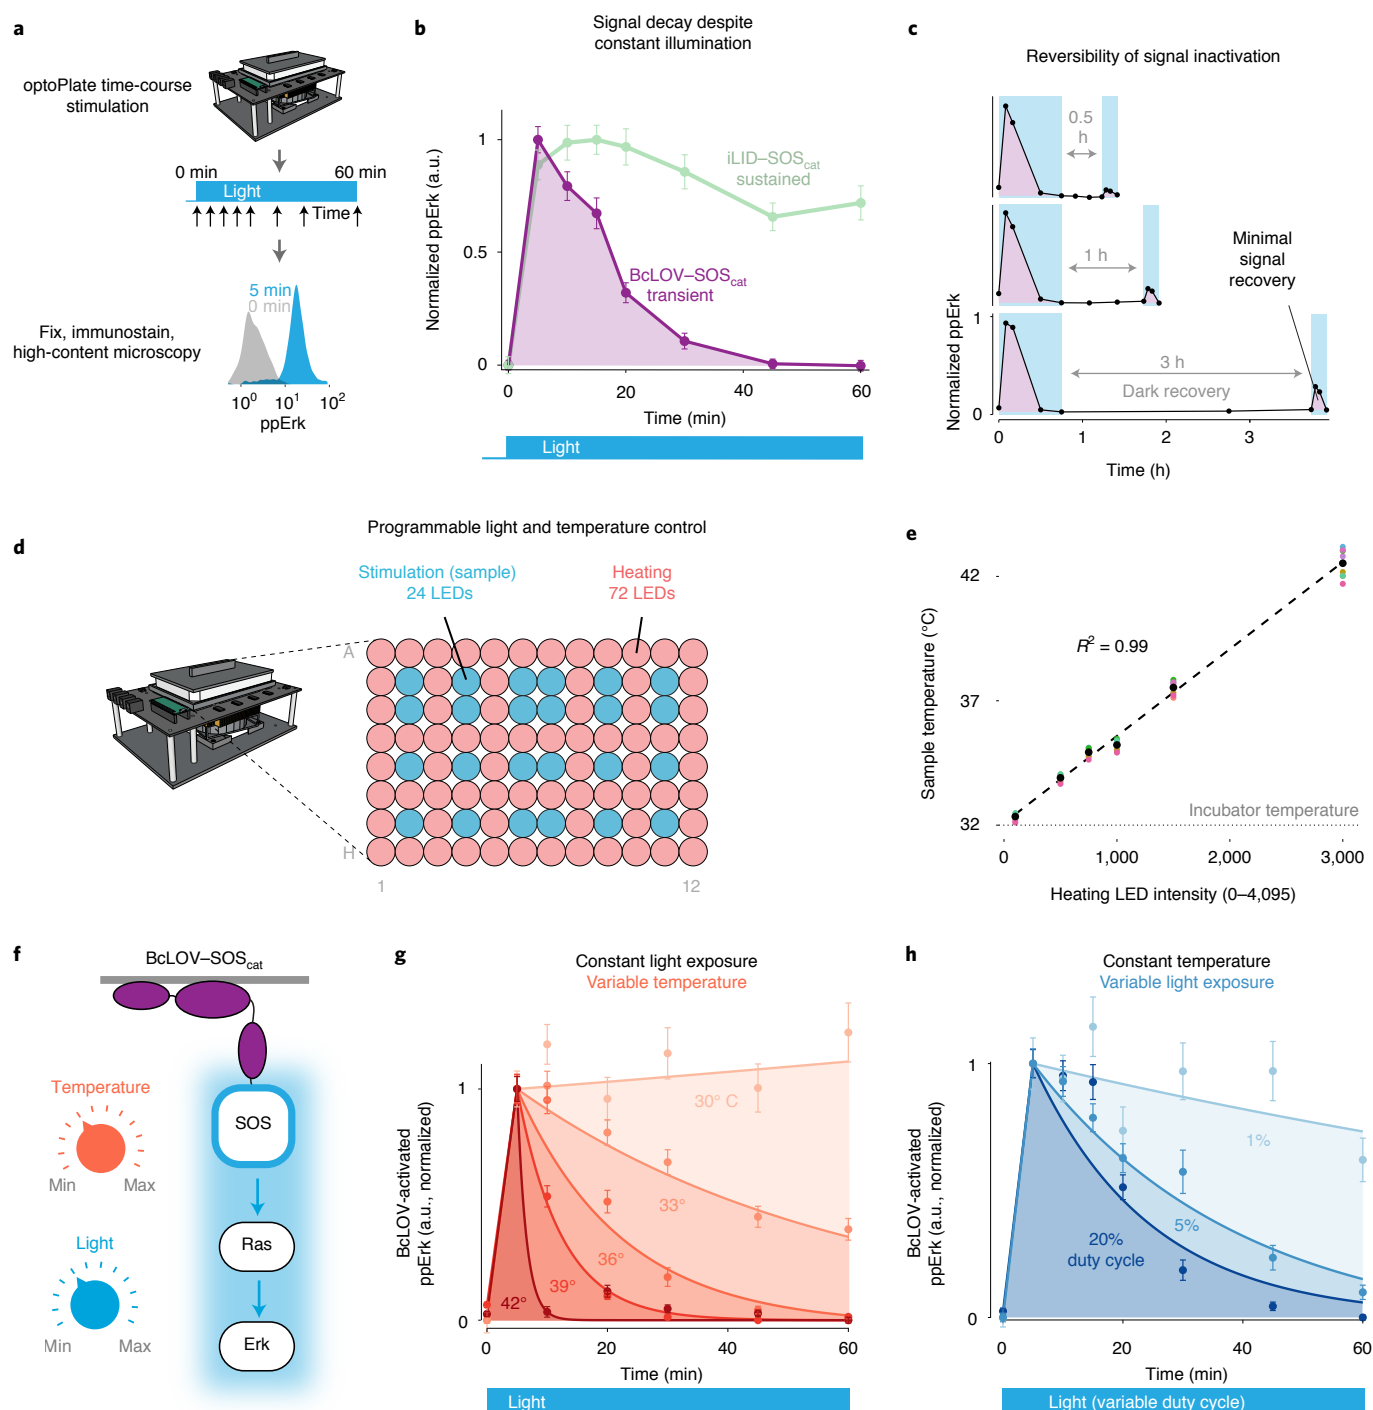 a
optoPlate time-course
stimulation
0 min
60 min
Light
Time
5 min
0 min
Fix, immunostain,
high-content microscopy
10^0
10^1
10^2
ppErk
b
Signal decay despite
constant illumination
Normalized ppErk (a.u.)
1
0.5
0
iLID–SOS_cat
sustained
BcLOV–SOS_cat
transient
0
20
40
60
Time (min)
Light
c
Reversibility of signal inactivation
0.5
h
1 h
Minimal
signal
recovery
3 h
Dark recovery
Normalized ppErk
1
0
0
1
2
3
Time (h)
d
Programmable light and temperature control
Stimulation (sample)
24 LEDs
Heating
72 LEDs
A
H
1
12
e
Sample temperature (°C)
42
37
32
R^2 = 0.99
Incubator temperature
0
1,000
2,000
3,000
Heating LED intensity (0–4,095)
f
BcLOV–SOS_cat
Temperature
Min
Max
Light
Min
Max
SOS
Ras
Erk
g
Constant light exposure
Variable temperature
BcLOV-activated
ppErk (a.u., normalized)
1
0
30° C
33°
36°
39°
42°
0
20
40
60
Time (min)
Light
h
Constant temperature
Variable light exposure
BcLOV-activated
ppErk (a.u., normalized)
1
0
1%
5%
20%
duty cycle
0
20
40
60
Time (min)
Light (variable duty cycle)